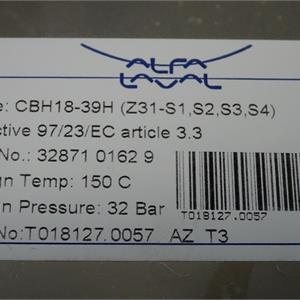 ALFA
LAVAL
e: CBH18-39H (Z31-S1,S2,S3,S4)
ctive 97/23/EC article 3.3
No.: 32871 0162 9
gn Temp: 150 C
n Pressure: 32 Bar
T018127.0057
No:T018127.0057 AZ T3